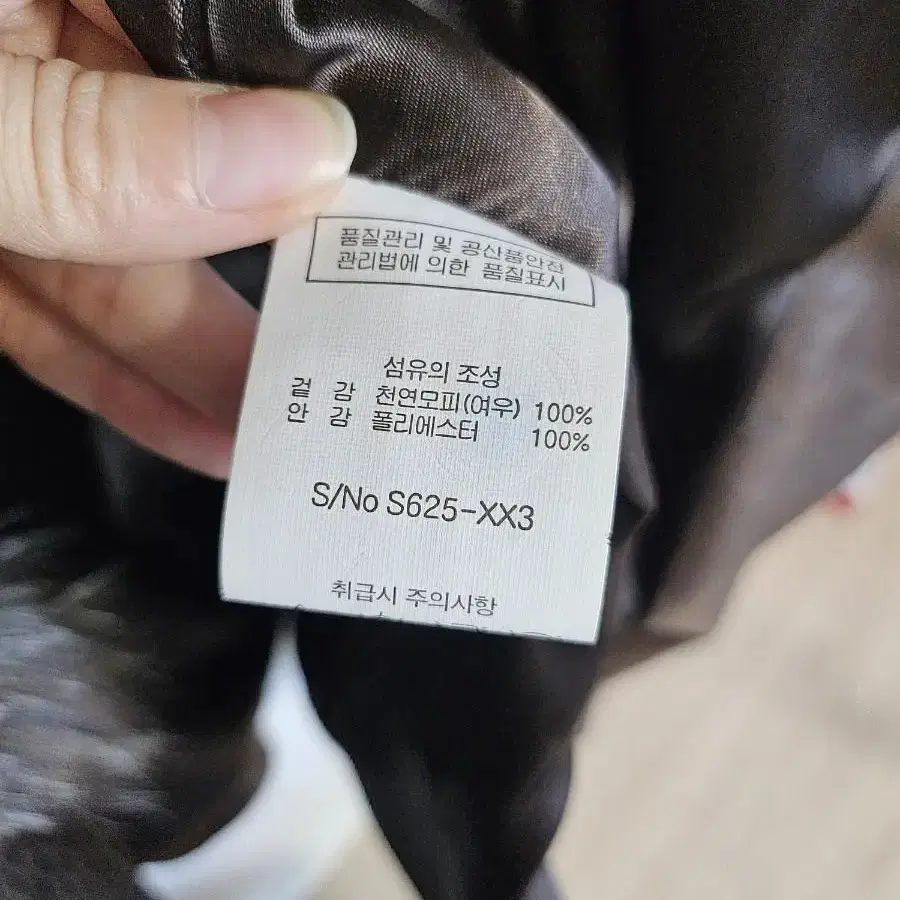 품질관리 및 공산품안전
관리법에 의한 품질표시
섬유의 조성
겉 감 천연모피(여우) 100%
안 감 폴리에스터 100%
S/No S625-XX3
취급시 주의사항